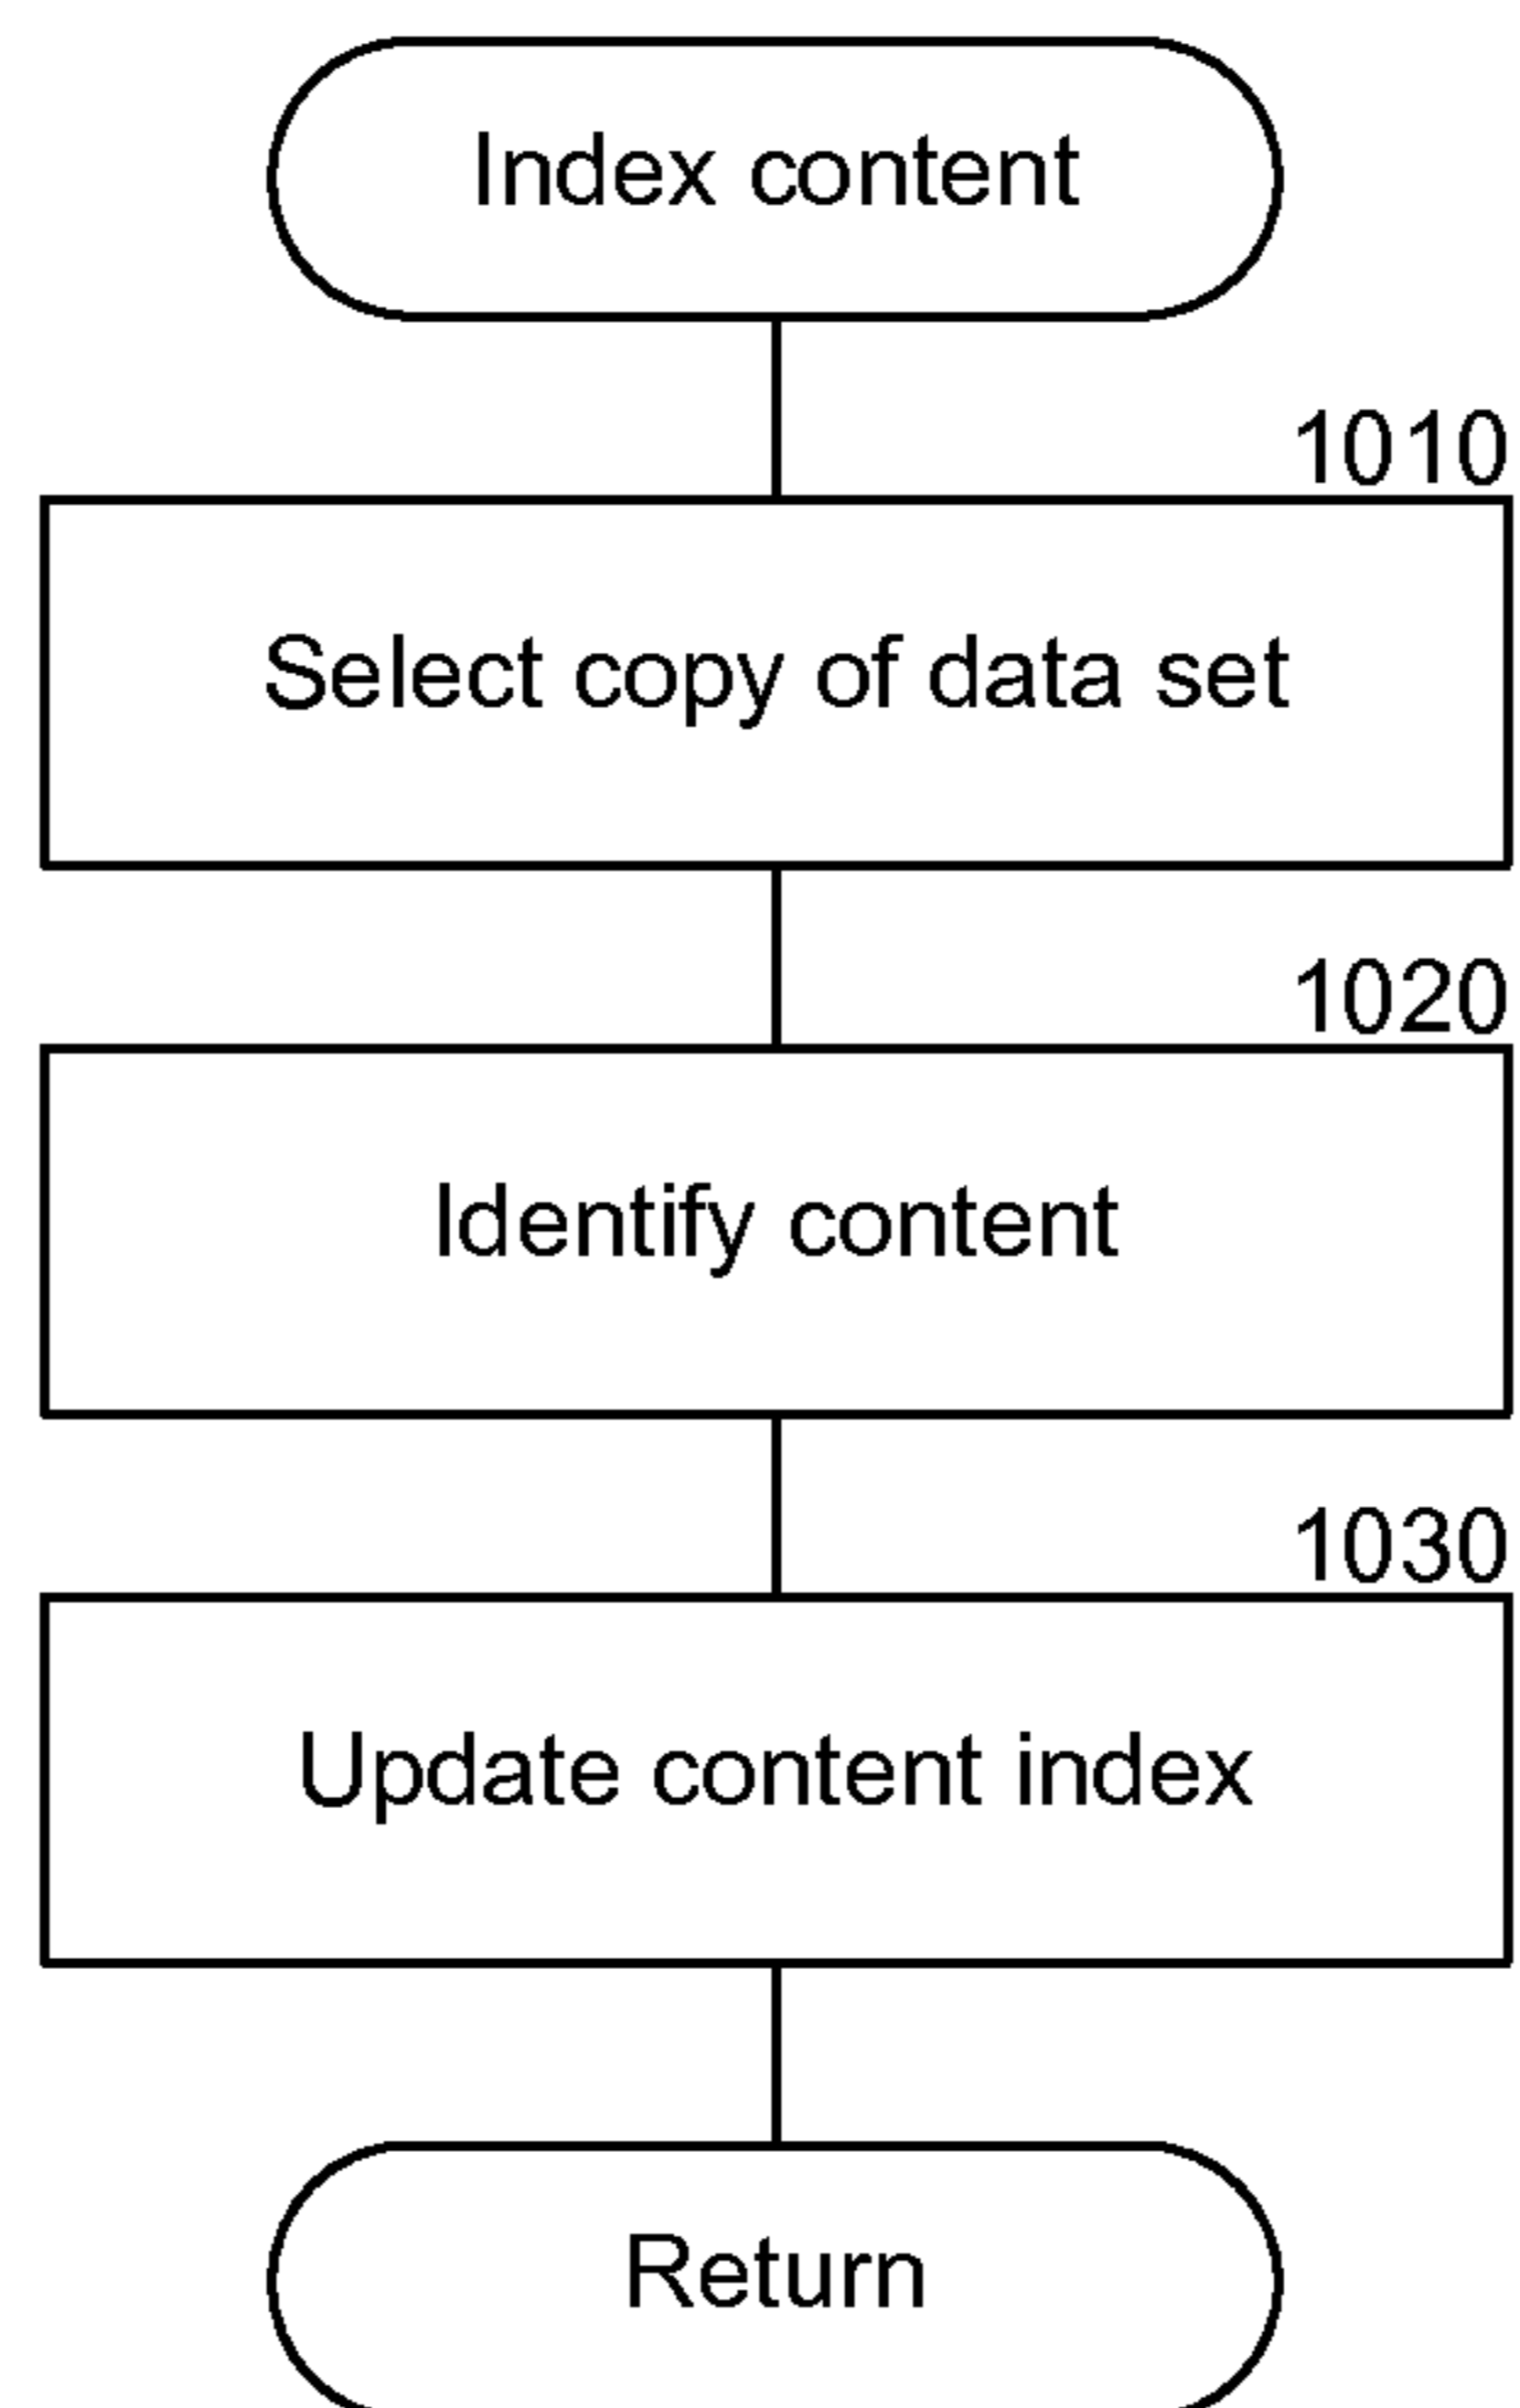 Index content
1010
Select copy of data set
1020
Identify content
1030
Update content index
Return